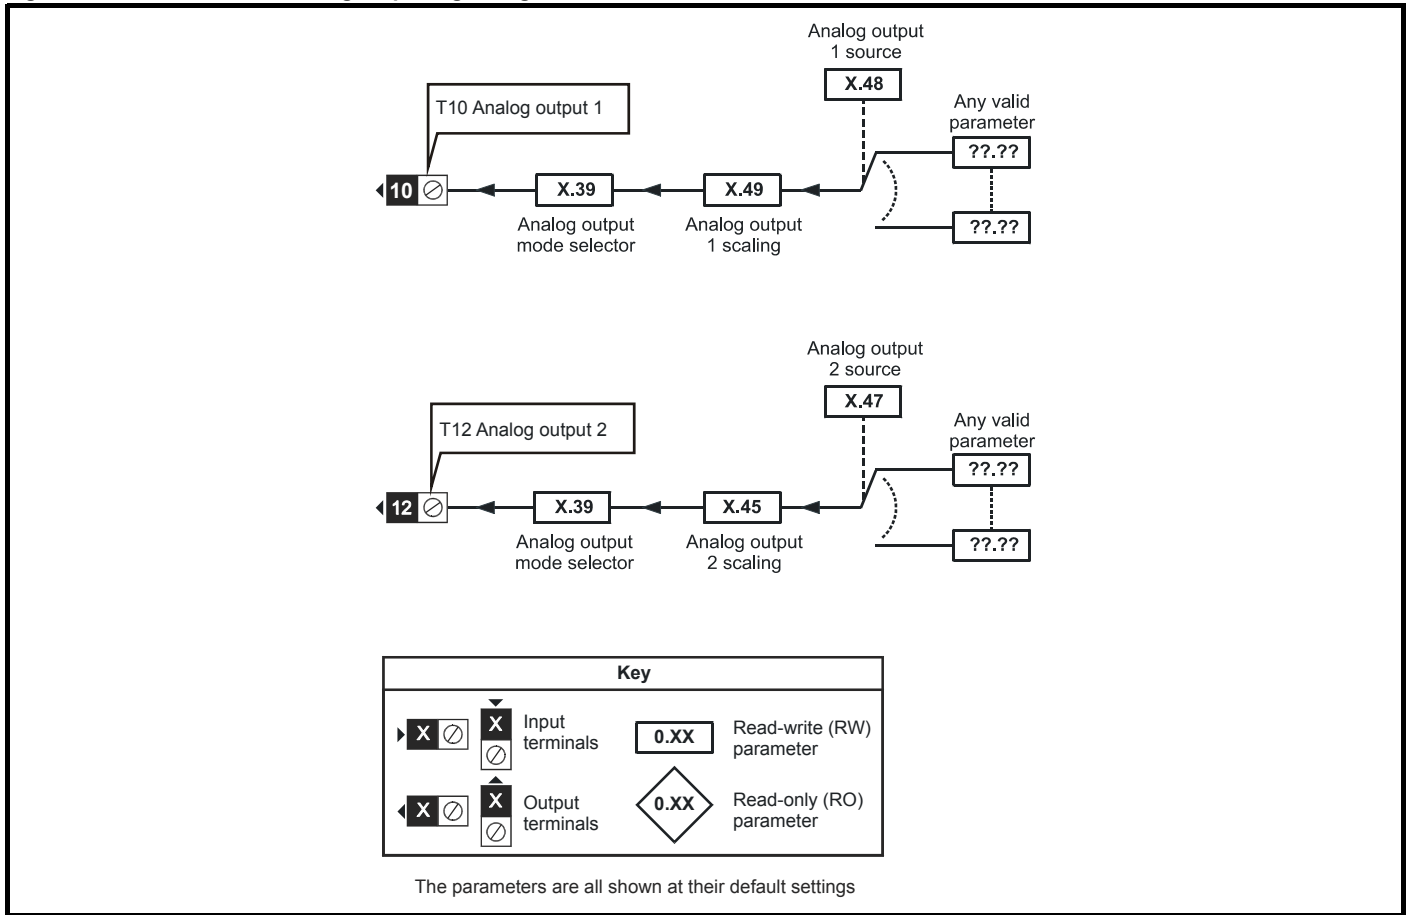 Analog output
1 source
X.48
T10 Analog output 1
Any valid
parameter
??.??
10
X.39
X.49
Analog output
mode selector
Analog output
1 scaling
??.??
Analog output
2 source
X.47
T12 Analog output 2
Any valid
parameter
??.??
12
X.39
X.45
Analog output
mode selector
Analog output
2 scaling
??.??
Key
X
X
Input
terminals
0.XX
Read-write (RW)
parameter
X
X
Output
terminals
0.XX
Read-only (RO)
parameter
The parameters are all shown at their default settings